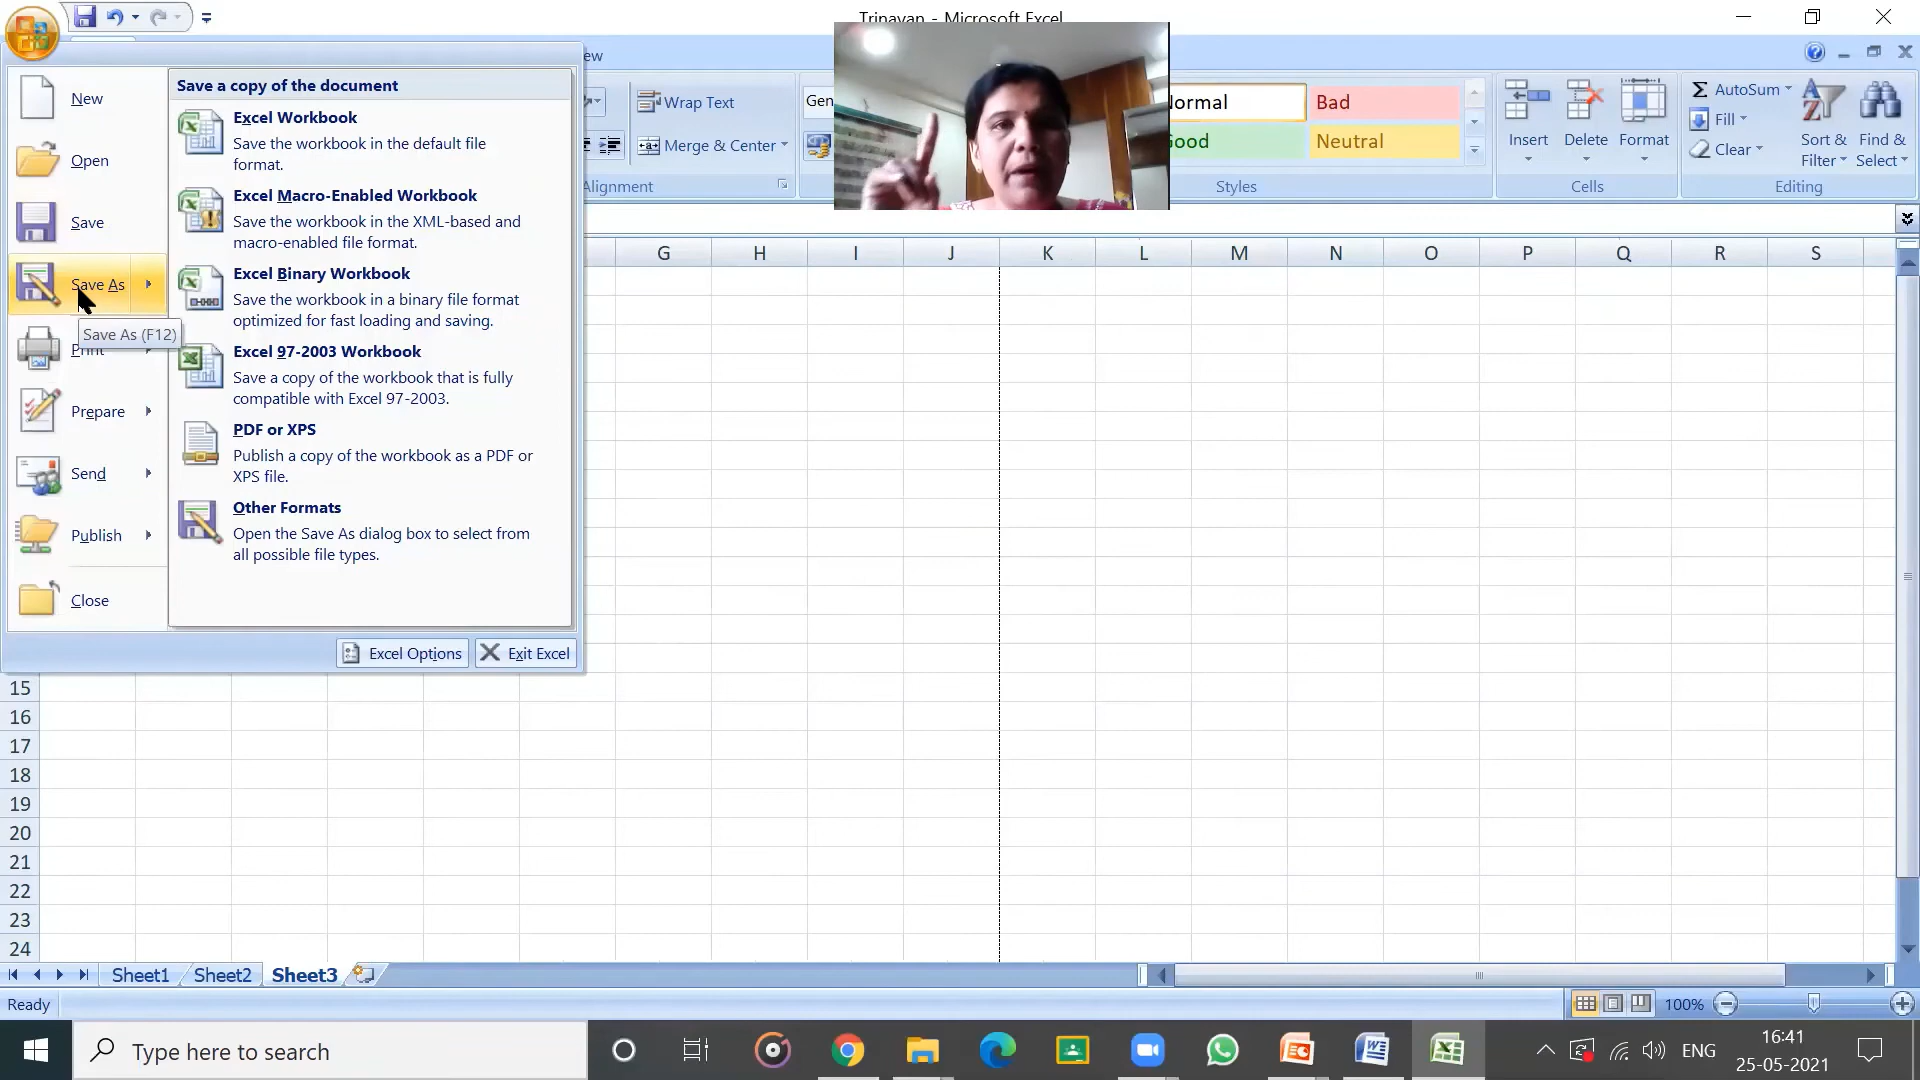 Trinayan - Microsoft Excel
New
Open
Save
Save As
Save As (F12)
Print
Prepare
Send
Publish
Close
Save a copy of the document
Excel Workbook
Save the workbook in the default file
format.
Excel Macro-Enabled Workbook
Save the workbook in the XML-based and
macro-enabled file format.
Excel Binary Workbook
Save the workbook in a binary file format
optimized for fast loading and saving.
Excel 97-2003 Workbook
Save a copy of the workbook that is fully
compatible with Excel 97-2003.
PDF or XPS
Publish a copy of the workbook as a PDF or
XPS file.
Other Formats
Open the Save As dialog box to select from
all possible file types.
Excel Options
Exit Excel
ew
Wrap Text
Merge & Center
Alignment
Gen
ormal
Bad
Good
Neutral
Styles
Insert
Delete
Format
Cells
AutoSum
Fill
Clear
Sort &
Filter
Find &
Select
Editing
G H I J K L M N O P Q R S
15
16
17
18
19
20
21
22
23
24
Sheet1 Sheet2 Sheet3
Ready
100%
Type here to search
ENG
16:41
25-05-2021